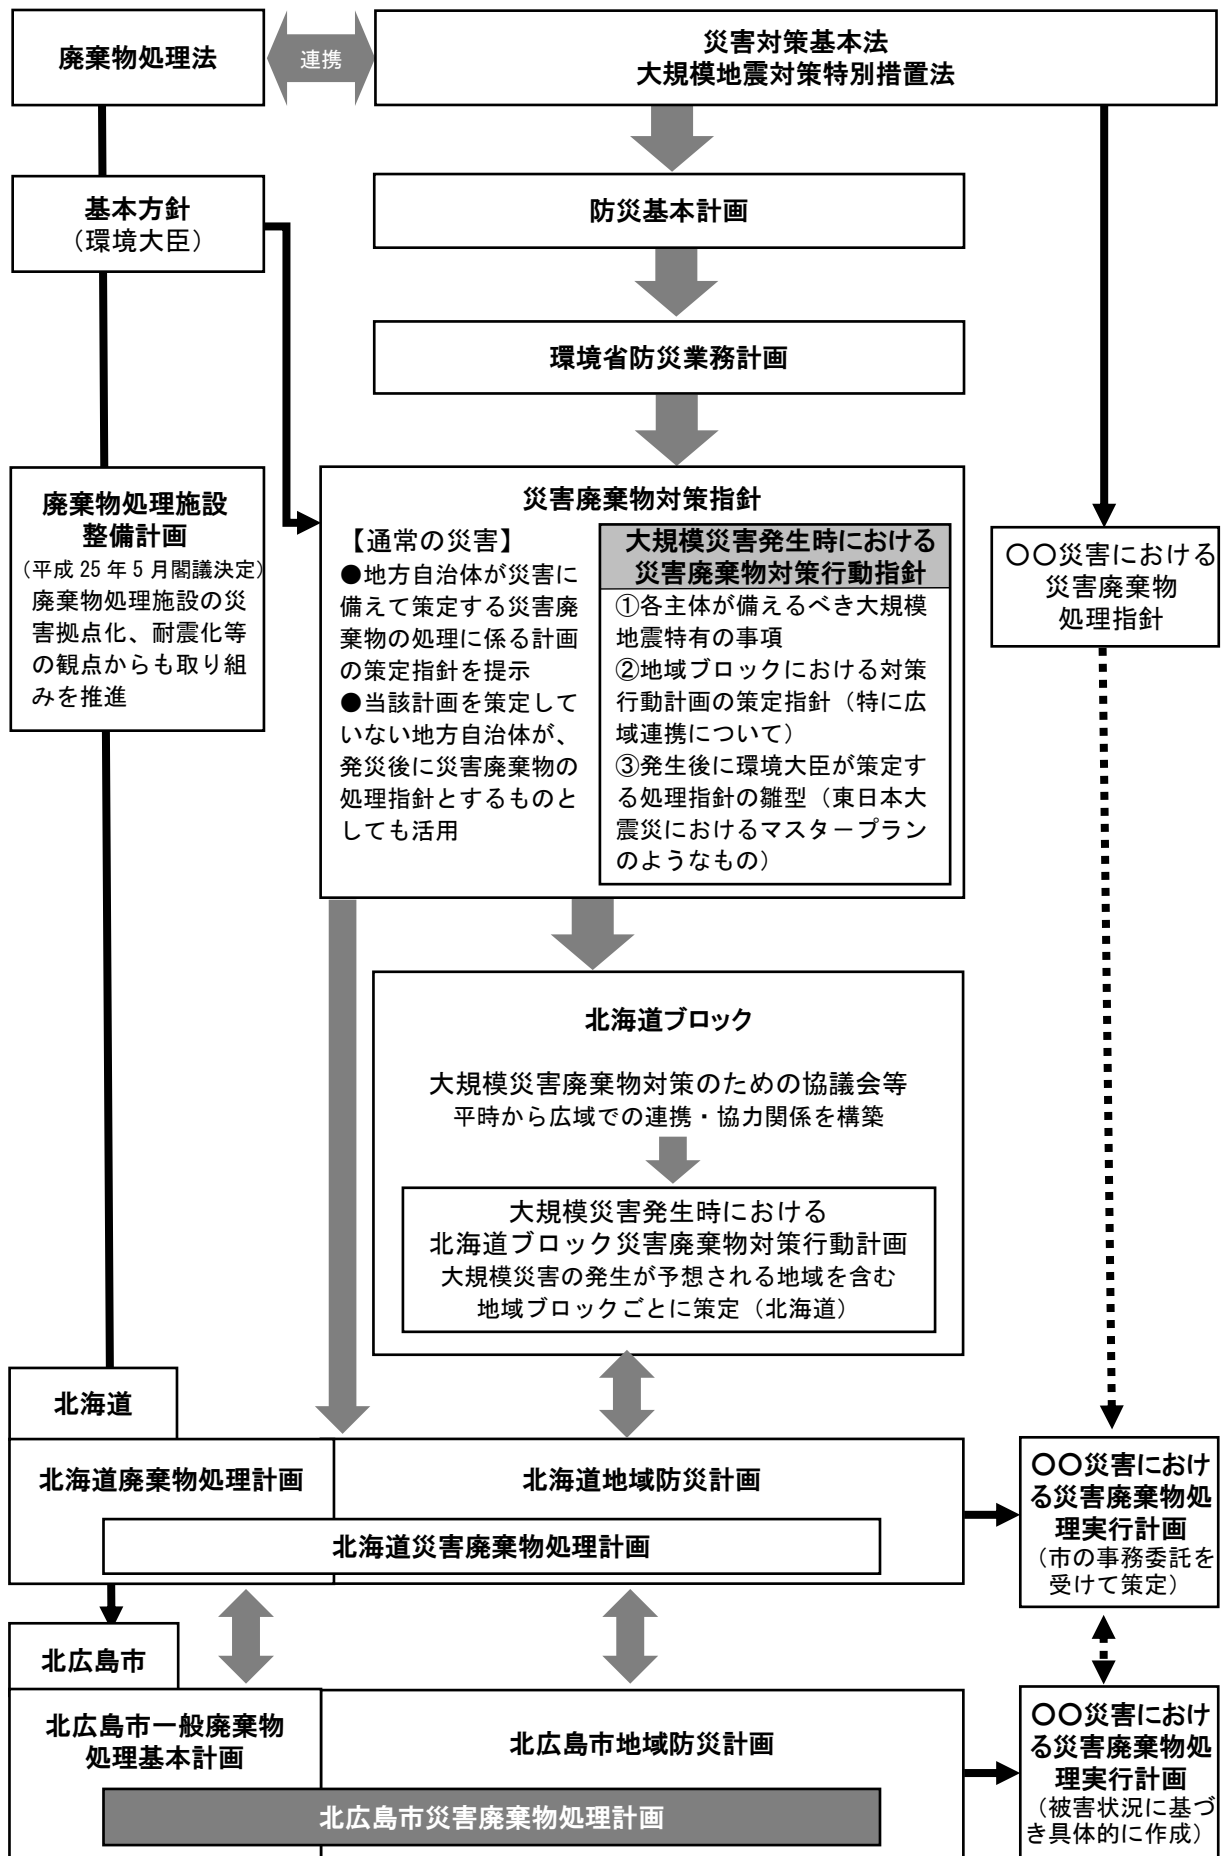 廃棄物処理法
連携
災害対策基本法
大規模地震対策特別措置法
基本方針
（環境大臣）
防災基本計画
環境省防災業務計画
廃棄物処理施設
整備計画
（平成 25 年 5 月閣議決定）
廃棄物処理施設の災
害拠点化、耐震化等
の観点からも取り組
みを推進
災害廃棄物対策指針
【通常の災害】
●地方自治体が災害に
備えて策定する災害廃
棄物の処理に係る計画
の策定指針を提示
●当該計画を策定して
いない地方自治体が、
発災後に災害廃棄物の
処理指針とするものと
しても活用
大規模災害発生時における
災害廃棄物対策行動指針
①各主体が備えるべき大規模
地震特有の事項
②地域ブロックにおける対策
行動計画の策定指針（特に広
域連携について）
③発生後に環境大臣が策定す
る処理指針の雛型（東日本大
震災におけるマスタープラン
のようなもの）
〇〇災害における
災害廃棄物
処理指針
北海道ブロック
大規模災害廃棄物対策のための協議会等
平時から広域での連携・協力関係を構築
大規模災害発生時における
北海道ブロック災害廃棄物対策行動計画
大規模災害の発生が予想される地域を含む
地域ブロックごとに策定（北海道）
北海道
北海道廃棄物処理計画
北海道地域防災計画
北海道災害廃棄物処理計画
〇〇災害におけ
る災害廃棄物処
理実行計画
（市の事務委託を
受けて策定）
北広島市
北広島市一般廃棄物
処理基本計画
北広島市地域防災計画
北広島市災害廃棄物処理計画
〇〇災害におけ
る災害廃棄物処
理実行計画
（被害状況に基づ
き具体的に作成）